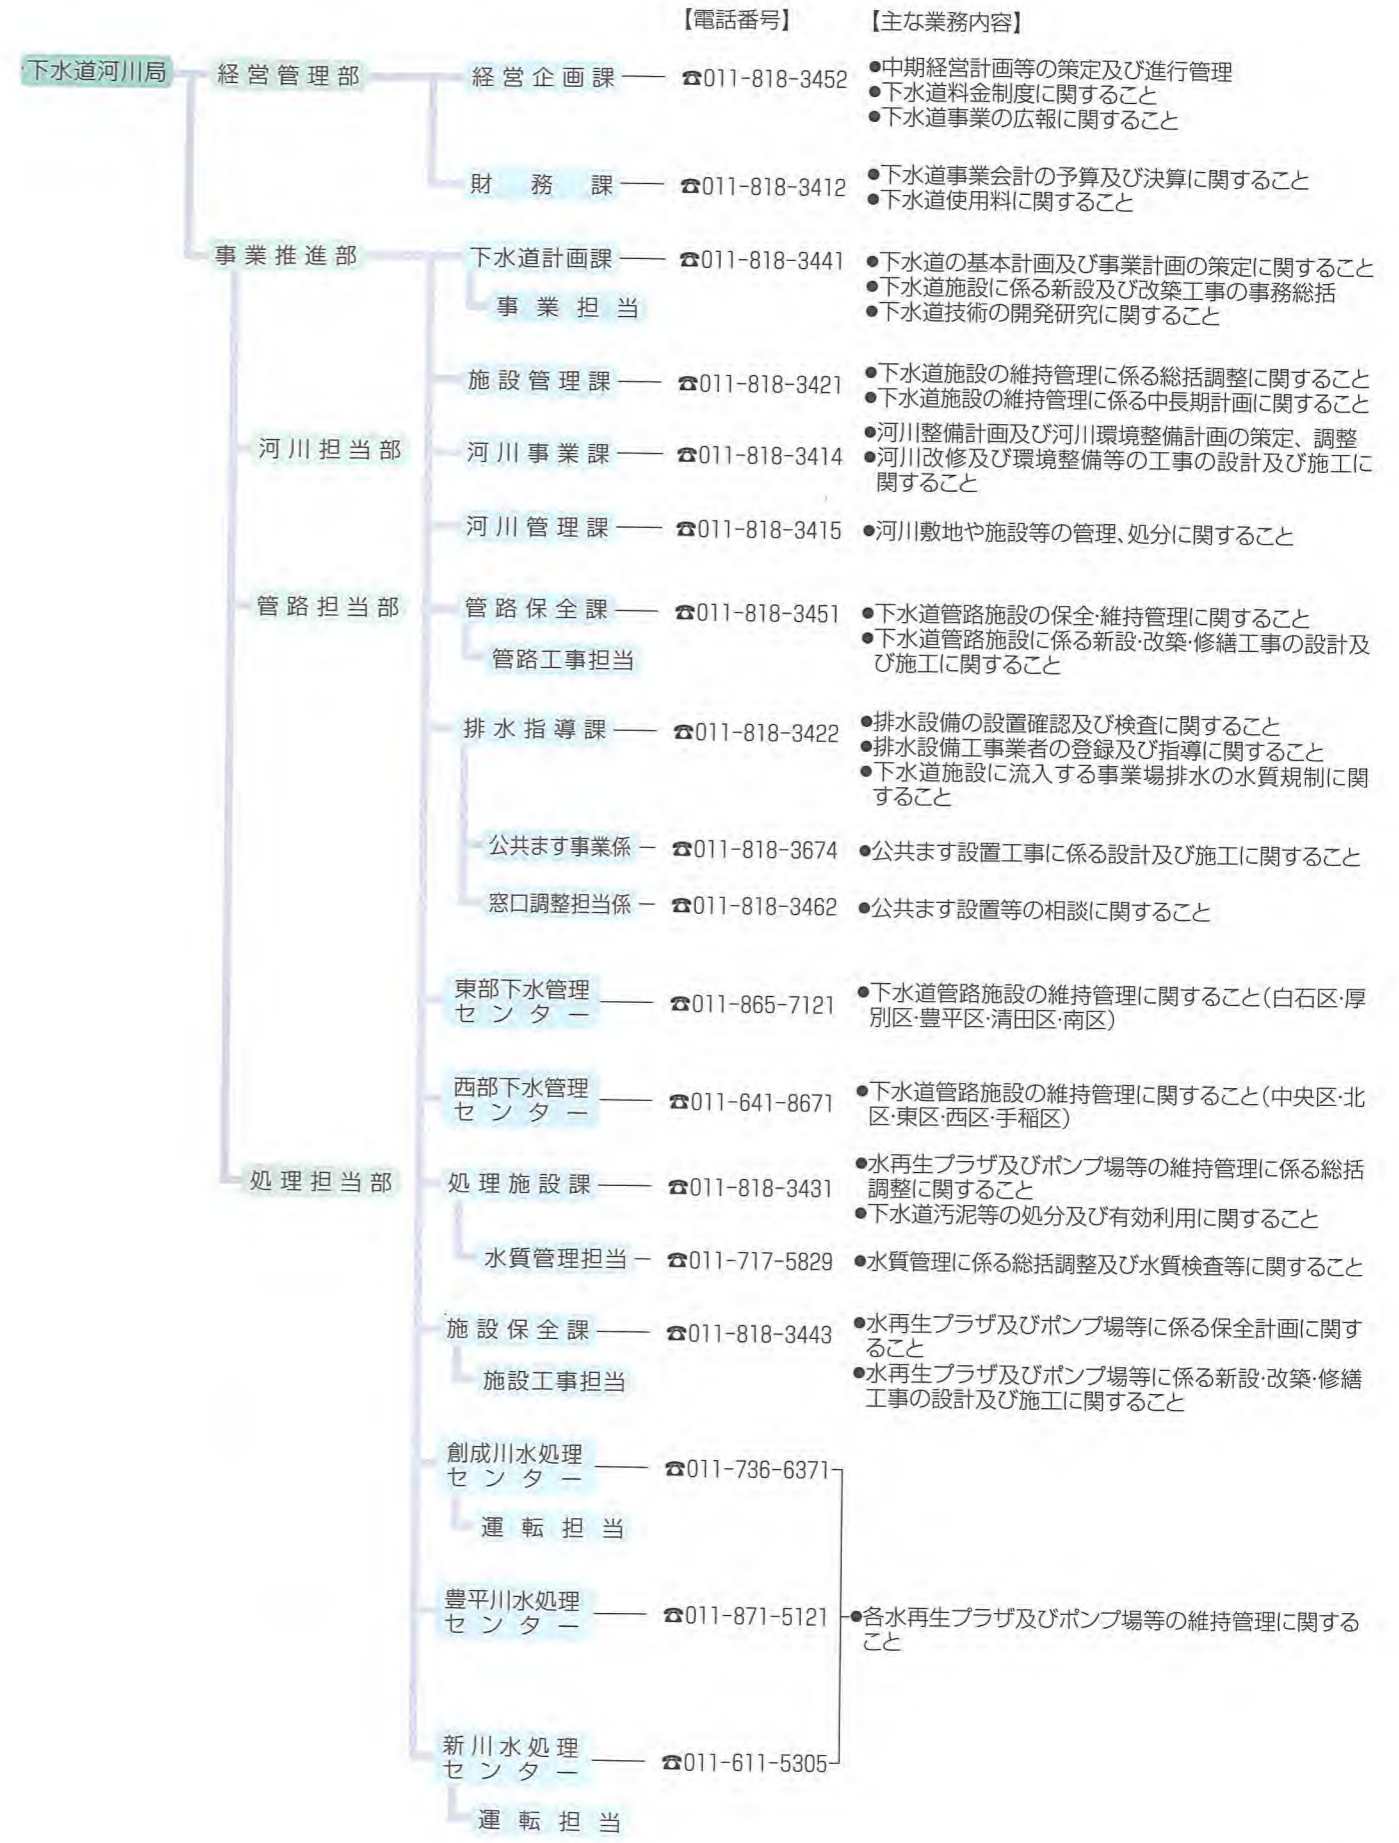 【電話番号】 【主な業務内容】
下水道河川局 経営管理部 経営企画課 ☎011-818-3452 ●中期経営計画等の策定及び進行管理
●下水道料金制度に関すること
●下水道事業の広報に関すること
財務課 ☎011-818-3412 ●下水道事業会計の予算及び決算に関すること
●下水道使用料に関すること
事業推進部 下水道計画課 ☎011-818-3441 ●下水道の基本計画及び事業計画の策定に関すること
事業担当 ●下水道施設に係る新設及び改築工事の事務総括
●下水道技術の開発研究に関すること
施設管理課 ☎011-818-3421 ●下水道施設の維持管理に係る総括調整に関すること
●下水道施設の維持管理に係る中長期計画に関すること
河川担当部 河川事業課 ☎011-818-3414 ●河川整備計画及び河川環境整備計画の策定、調整
●河川改修及び環境整備等の工事の設計及び施工に
関すること
河川管理課 ☎011-818-3415 ●河川敷地や施設等の管理、処分に関すること
管路担当部 管路保全課 ☎011-818-3451 ●下水道管路施設の保全・維持管理に関すること
管路工事担当 ●下水道管路施設に係る新設・改築・修繕工事の設計及
び施工に関すること
排水指導課 ☎011-818-3422 ●排水設備の設置確認及び検査に関すること
●排水設備工事業者の登録及び指導に関すること
●下水道施設に流入する事業場排水の水質規制に関
すること
公共ます事業係 ☎011-818-3674 ●公共ます設置工事に係る設計及び施工に関すること
窓口調整担当係 ☎011-818-3462 ●公共ます設置等の相談に関すること
東部下水管理
センター ☎011-865-7121 ●下水道管路施設の維持管理に関すること(白石区・厚
別区・豊平区・清田区・南区)
西部下水管理
センター ☎011-641-8671 ●下水道管路施設の維持管理に関すること(中央区・北
区・東区・西区・手稲区)
処理担当部 処理施設課 ☎011-818-3431 ●水再生プラザ及びポンプ場等の維持管理に係る総括
調整に関すること
●下水道汚泥等の処分及び有効利用に関すること
水質管理担当 ☎011-717-5829 ●水質管理に係る総括調整及び水質検査等に関すること
施設保全課 ☎011-818-3443 ●水再生プラザ及びポンプ場等に係る保全計画に関す
ること
施設工事担当 ●水再生プラザ及びポンプ場等に係る新設・改築・修繕
工事の設計及び施工に関すること
創成川水処理
センター ☎011-736-6371
運転担当
豊平川水処理
センター ☎011-871-5121 ●各水再生プラザ及びポンプ場等の維持管理に関する
こと
新川水処理
センター ☎011-611-5305
運転担当